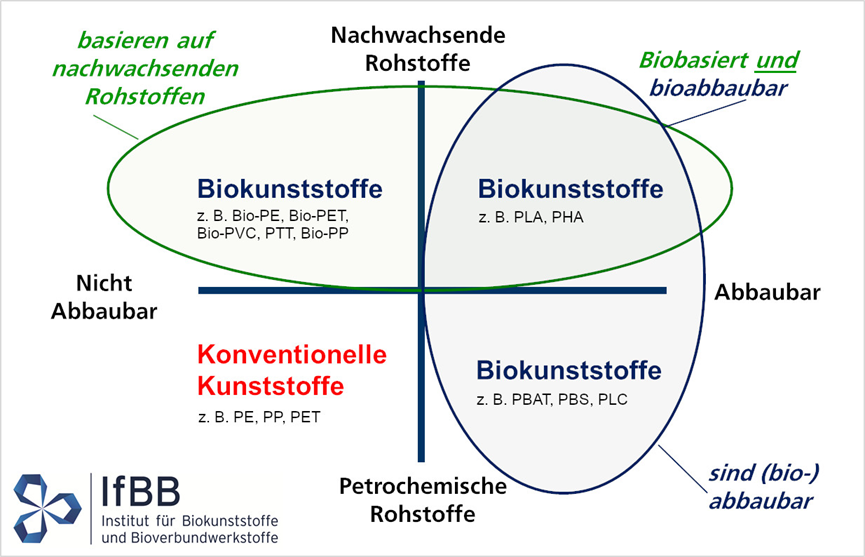 basieren auf
nachwachsenden
Rohstoffen
Nachwachsende
Rohstoffe
Biobasiert und
bioabbaubar
Biokunststoffe
z. B. Bio-PE, Bio-PET,
Bio-PVC, PTT, Bio-PP
Biokunststoffe
z. B. PLA, PHA
Nicht
Abbaubar
Abbaubar
Konventionelle
Kunststoffe
z. B. PE, PP, PET
Biokunststoffe
z. B. PBAT, PBS, PLC
Petrochemische
Rohstoffe
sind (bio-)
abbaubar
IfBB
Institut für Biokunststoffe
und Bioverbundwerkstoffe